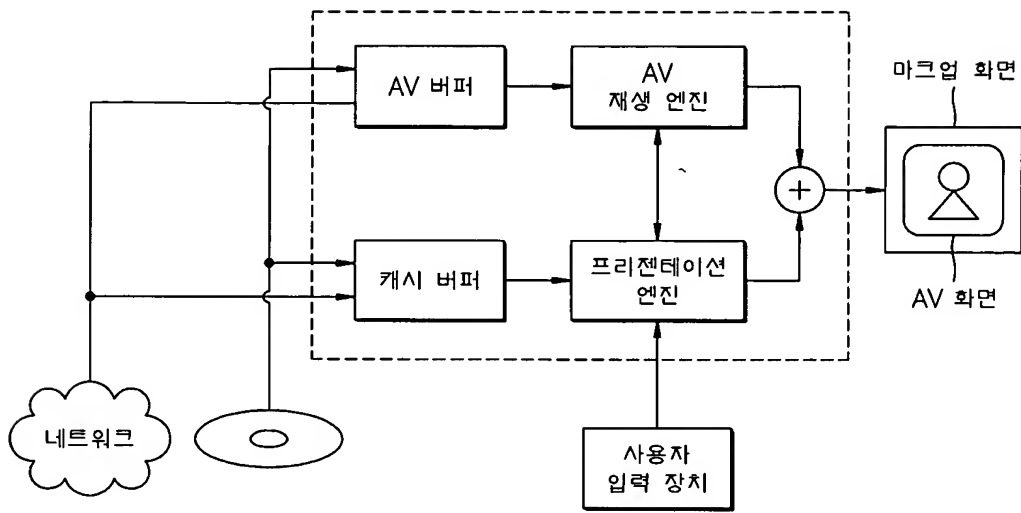 AV 버퍼
AV
재생 엔진
마크업 화면
캐시 버퍼
프리젠테이션
엔진
AV 화면
네트워크
사용자
입력 장치